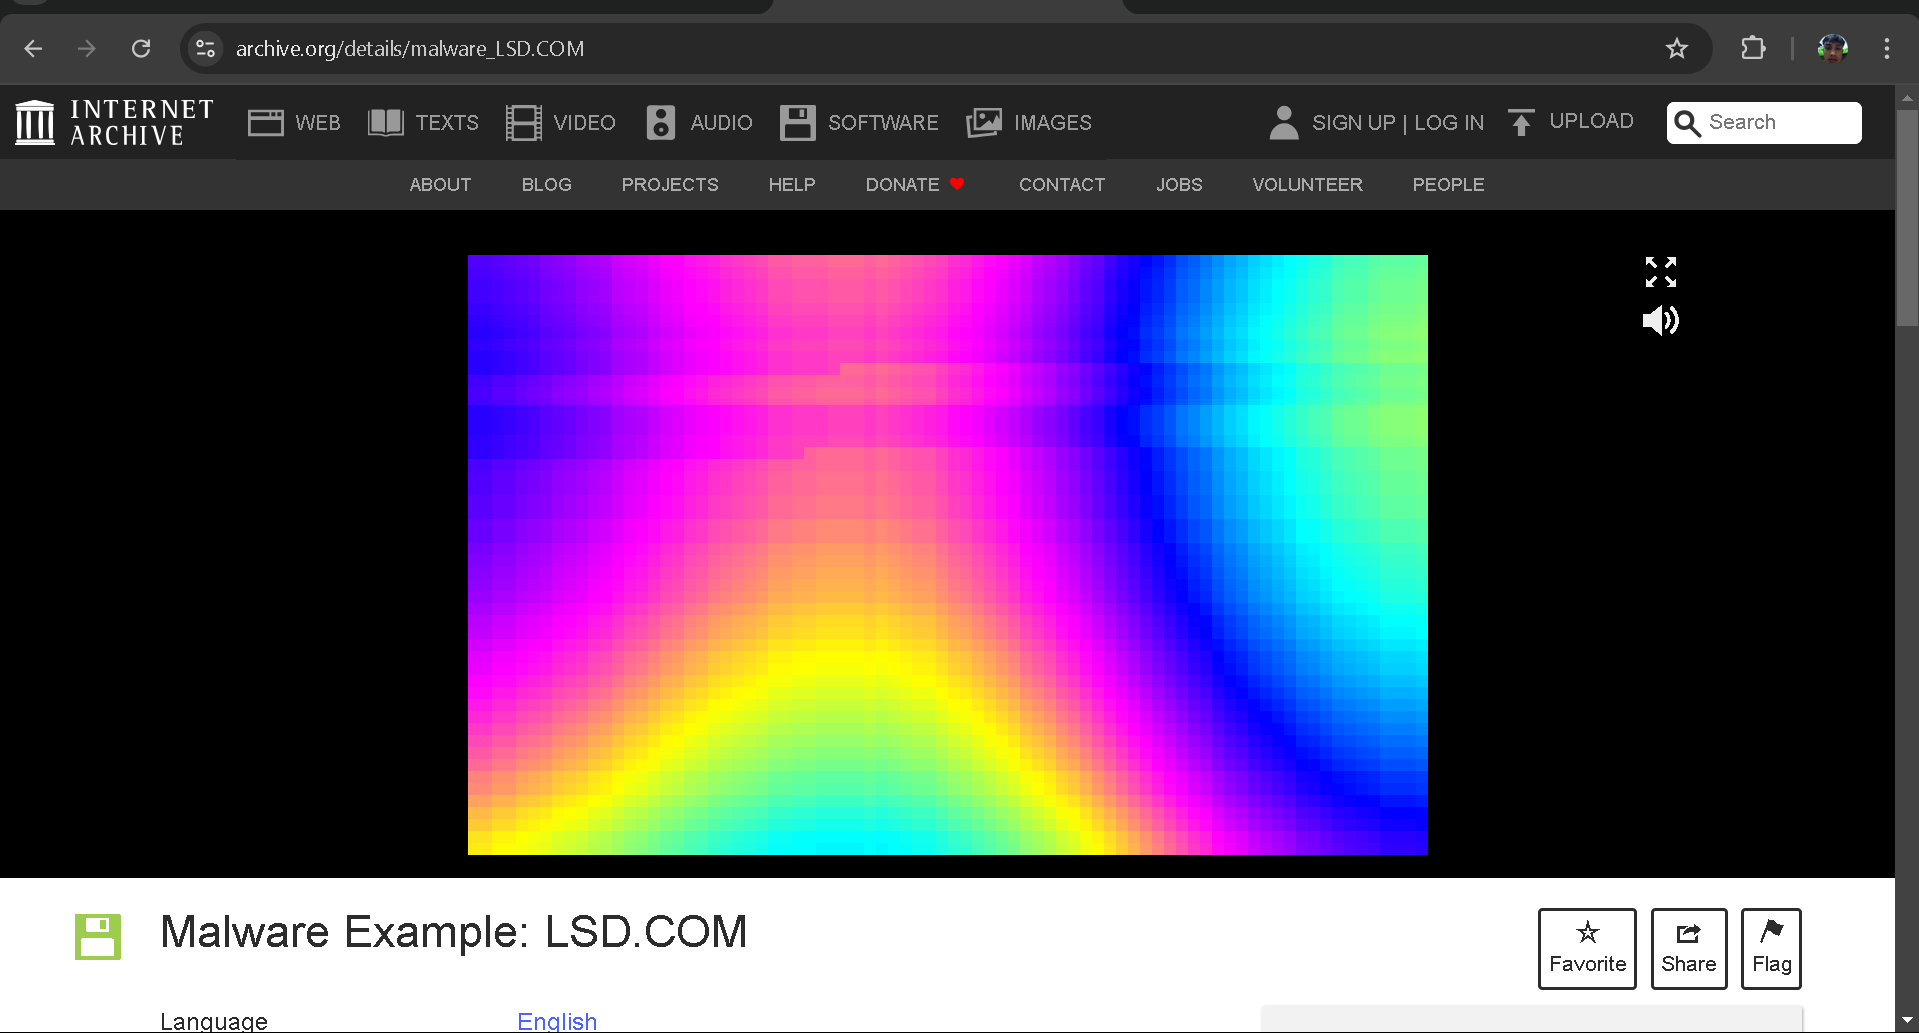 archive.org/details/malware_LSD.COM
INTERNET ARCHIVE
WEB TEXTS VIDEO AUDIO SOFTWARE IMAGES SIGN UP | LOG IN UPLOAD Search
ABOUT BLOG PROJECTS HELP DONATE CONTACT JOBS VOLUNTEER PEOPLE
Malware Example: LSD.COM
Favorite Share Flag
Language English